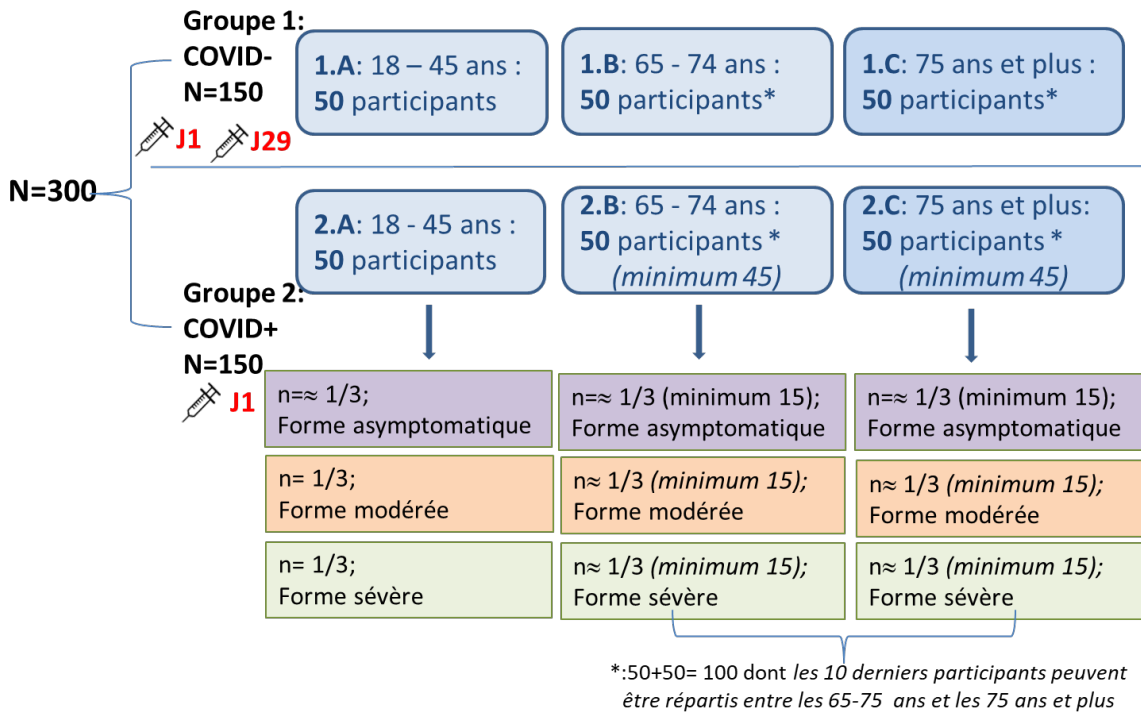 Groupe 1:
COVID-
N=150
J1 J29
1.A: 18 – 45 ans :
50 participants
1.B: 65 - 74 ans :
50 participants*
1.C: 75 ans et plus :
50 participants*
N=300
2.A: 18 - 45 ans :
50 participants
2.B: 65 - 74 ans :
50 participants *
(minimum 45)
2.C: 75 ans et plus:
50 participants *
(minimum 45)
Groupe 2:
COVID+
N=150
J1
n=≈ 1/3;
Forme asymptomatique
n=≈ 1/3 (minimum 15);
Forme asymptomatique
n=≈ 1/3 (minimum 15);
Forme asymptomatique
n= 1/3;
Forme modérée
n≈ 1/3 (minimum 15);
Forme modérée
n≈ 1/3 (minimum 15);
Forme modérée
n= 1/3;
Forme sévère
n≈ 1/3 (minimum 15);
Forme sévère
n≈ 1/3 (minimum 15);
Forme sévère
*:50+50= 100 dont les 10 derniers participants peuvent
être répartis entre les 65-75 ans et les 75 ans et plus